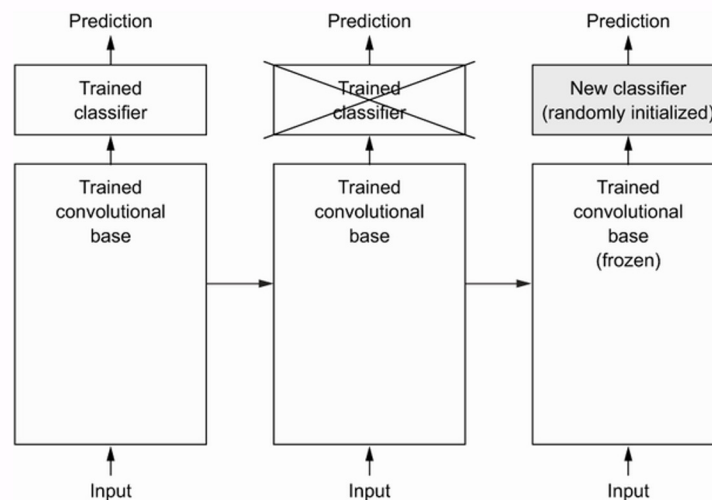 Prediction
Trained
classifier
Trained
convolutional
base
Input
Prediction
Trained
classifier
Trained
convolutional
base
Input
Prediction
New classifier
(randomly initialized)
Trained
convolutional
base
(frozen)
Input